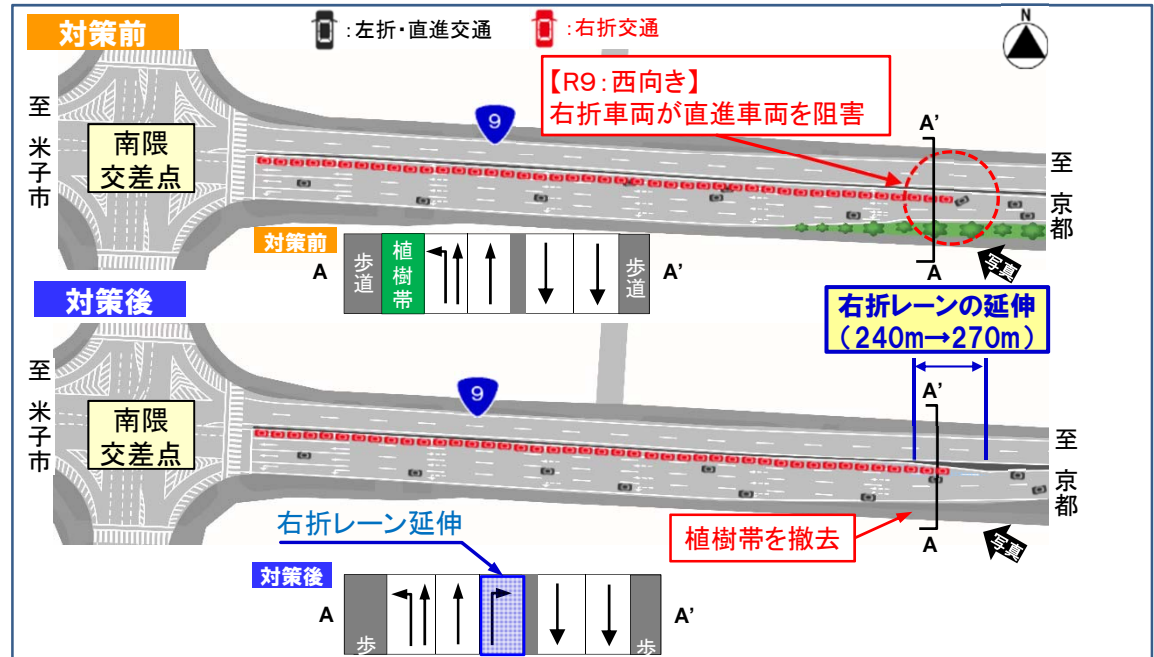 対策前
:左折・直進交通
:右折交通
N
【R9:西向き】
右折車両が直進車両を阻害
9
A'
至 米子市
南隈
交差点
至 京都
対策前
A
歩道
植樹帯
歩道
A'
A
写真
対策後
右折レーンの延伸
(240m→270m)
A'
9
至 米子市
南隈
交差点
至 京都
右折レーン延伸
植樹帯を撤去
A
写真
対策後
A
歩
歩
A'